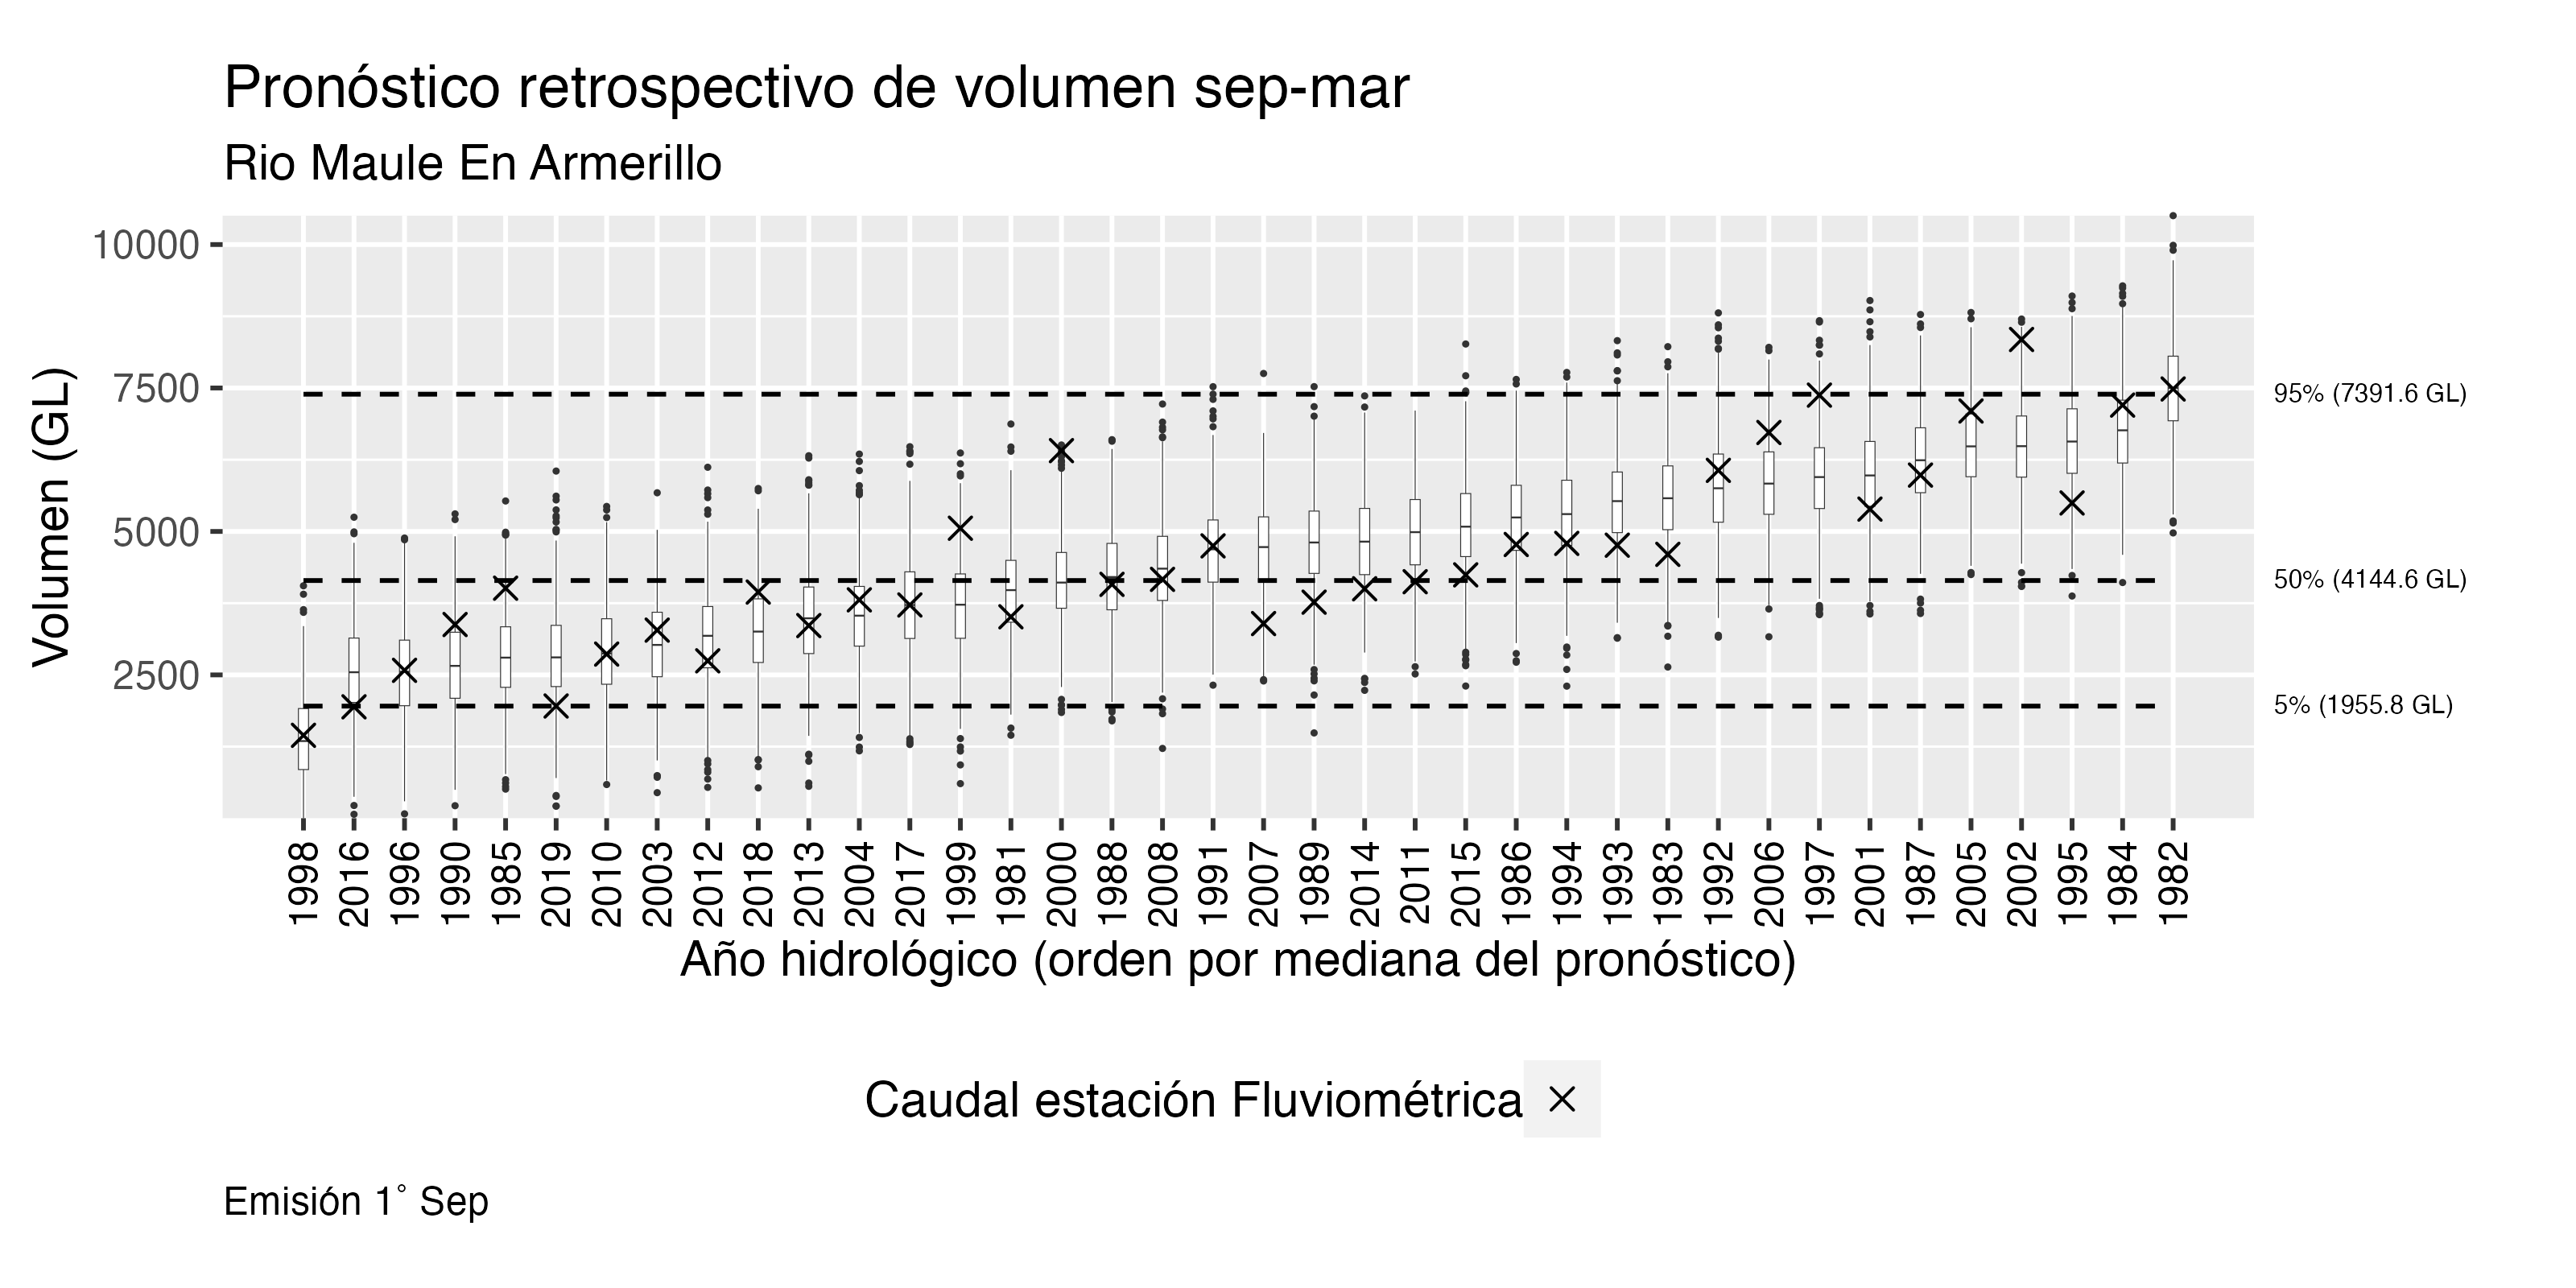 Pronóstico retrospectivo de volumen sep-mar
Rio Maule En Armerillo
Volumen (GL)
10000
7500
5000
2500
95% (7391.6 GL)
50% (4144.6 GL)
5% (1955.8 GL)
1998 2016 1996 1990 1985 2019 2010 2003 2012 2018 2013 2004 2017 1999 1981 2000 1988 2008 1991 2007 1989 2014 2011 2015 1986 1994 1993 1983 1992 2006 1997 2001 1987 2005 2002 1995 1984 1982
Año hidrológico (orden por mediana del pronóstico)
Caudal estación Fluviométrica
Emisión 1° Sep